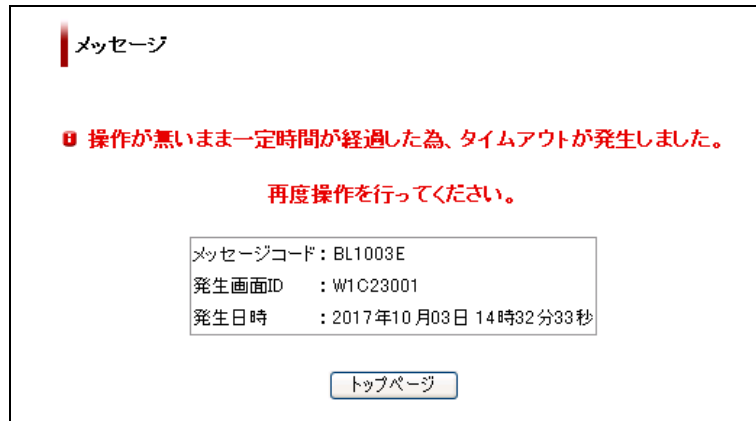 メッセージ
操作が無いまま一定時間が経過した為、タイムアウトが発生しました。
再度操作を行ってください。
メッセージコード：BL1003E
発生画面ID ：W1C23001
発生日時 ：2017年10月03日 14時32分33秒
トップページ